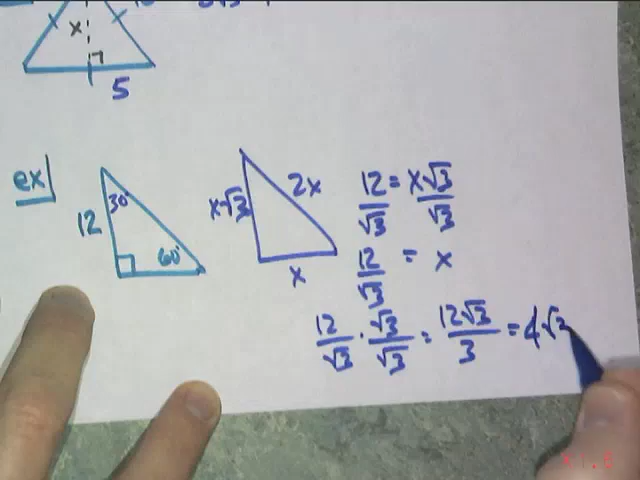 x
5
ex
12
30°
60°
x√3
2x
x
12/√3 = x√3/√3
12/√3 = x
12/√3 · √3/√3 = 12√3/3 = 4√3